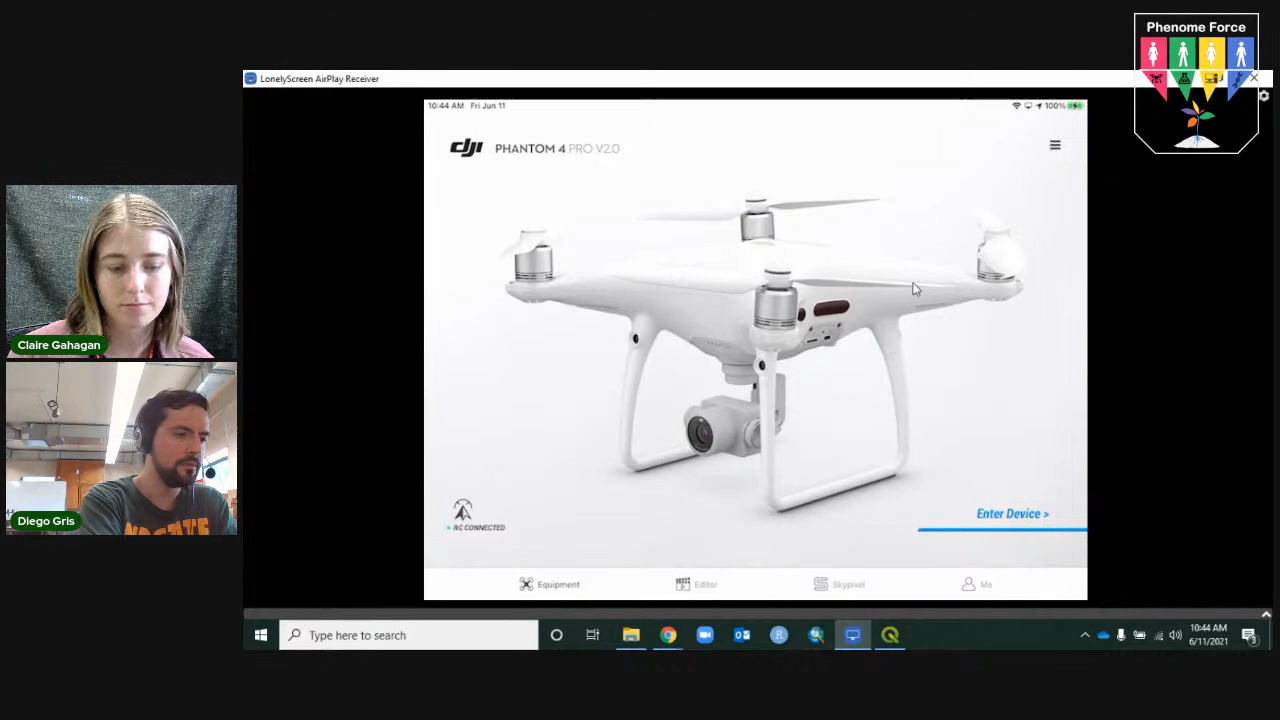 Phenome Force
LonelyScreen AirPlay Receiver
10:44 AM Fri Jun 11
100%
dji PHANTOM 4 PRO V2.0
Claire Gahagan
Diego Gris
RC CONNECTED
Enter Device >
Equipment
Editor
Skypixel
Me
Type here to search
10:44 AM
6/11/2021